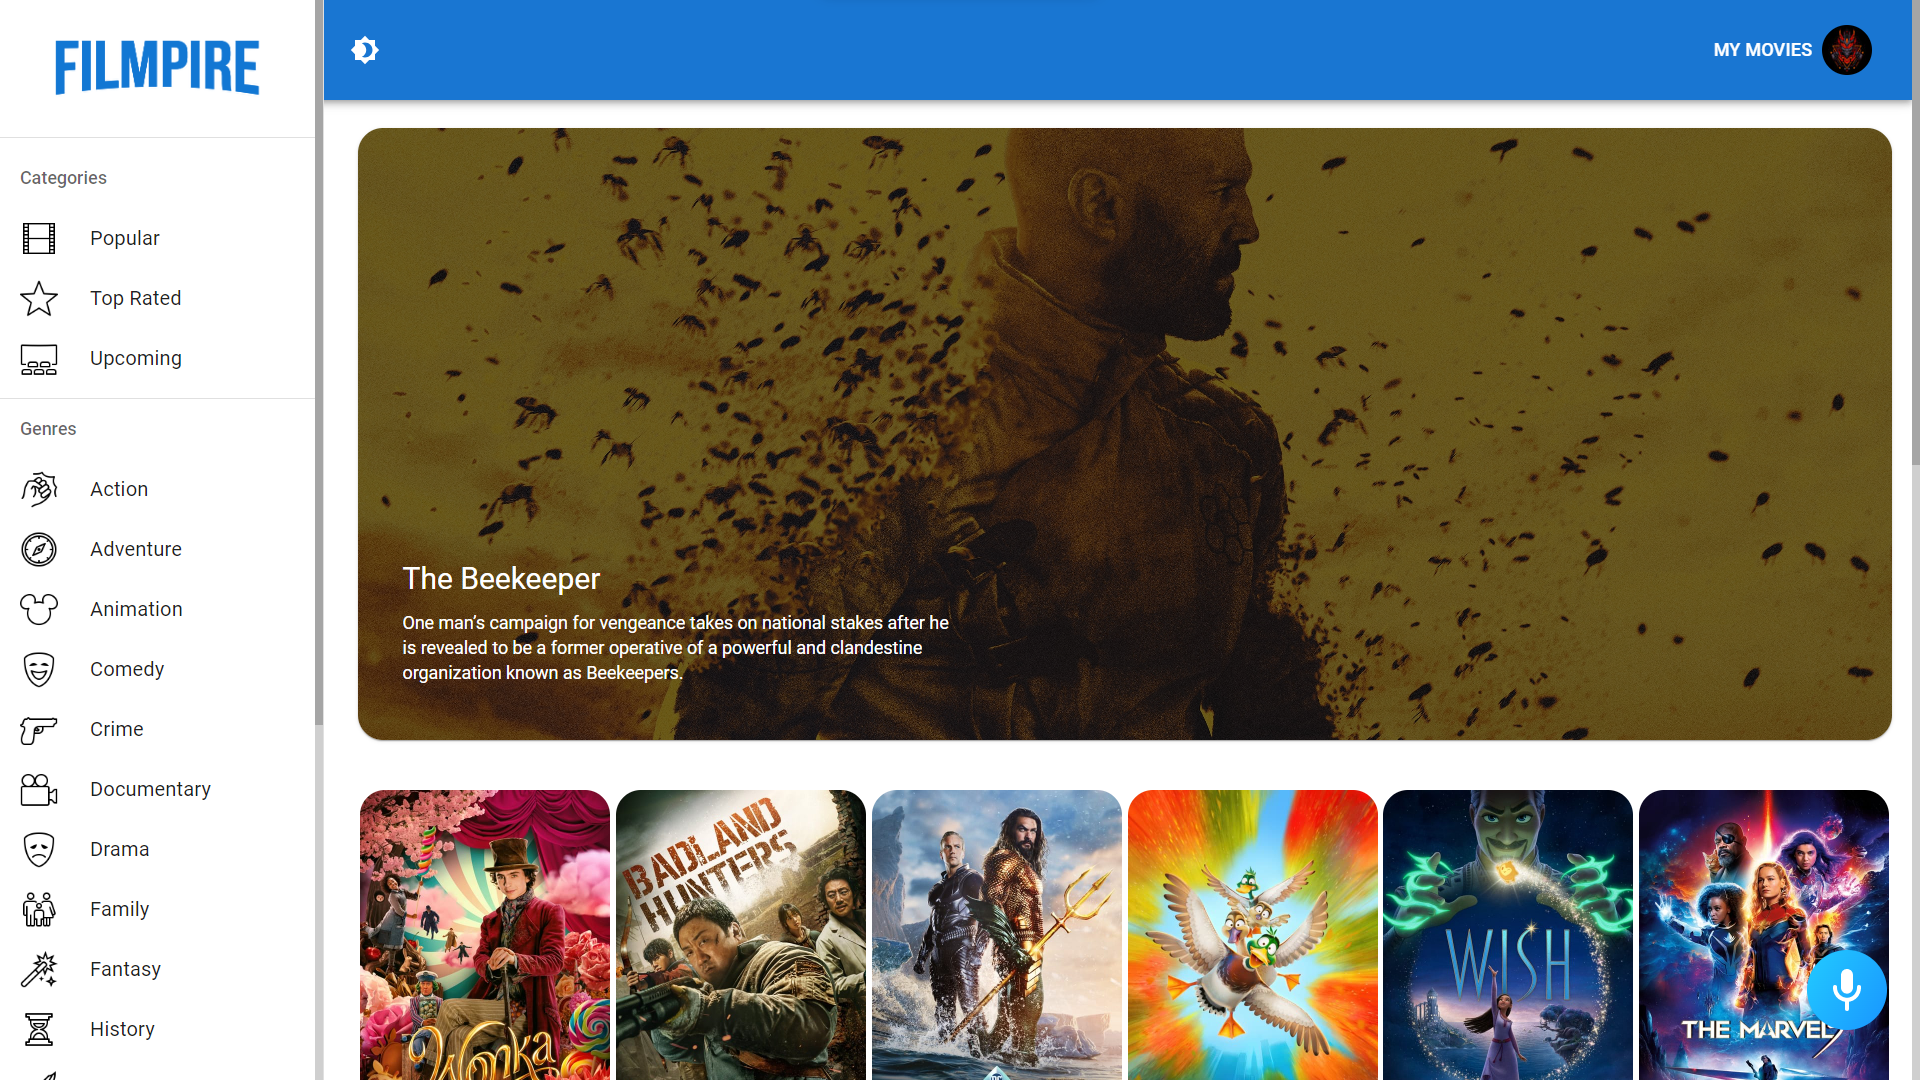 FILMPIRE
MY MOVIES
Categories
Popular
Top Rated
Upcoming
Genres
Action
Adventure
Animation
Comedy
Crime
Documentary
Drama
Family
Fantasy
History
The Beekeeper
One man’s campaign for vengeance takes on national stakes after he
is revealed to be a former operative of a powerful and clandestine
organization known as Beekeepers.
Wonka
BADLAND
HUNTERS
DC
WISH
THE MARVELS